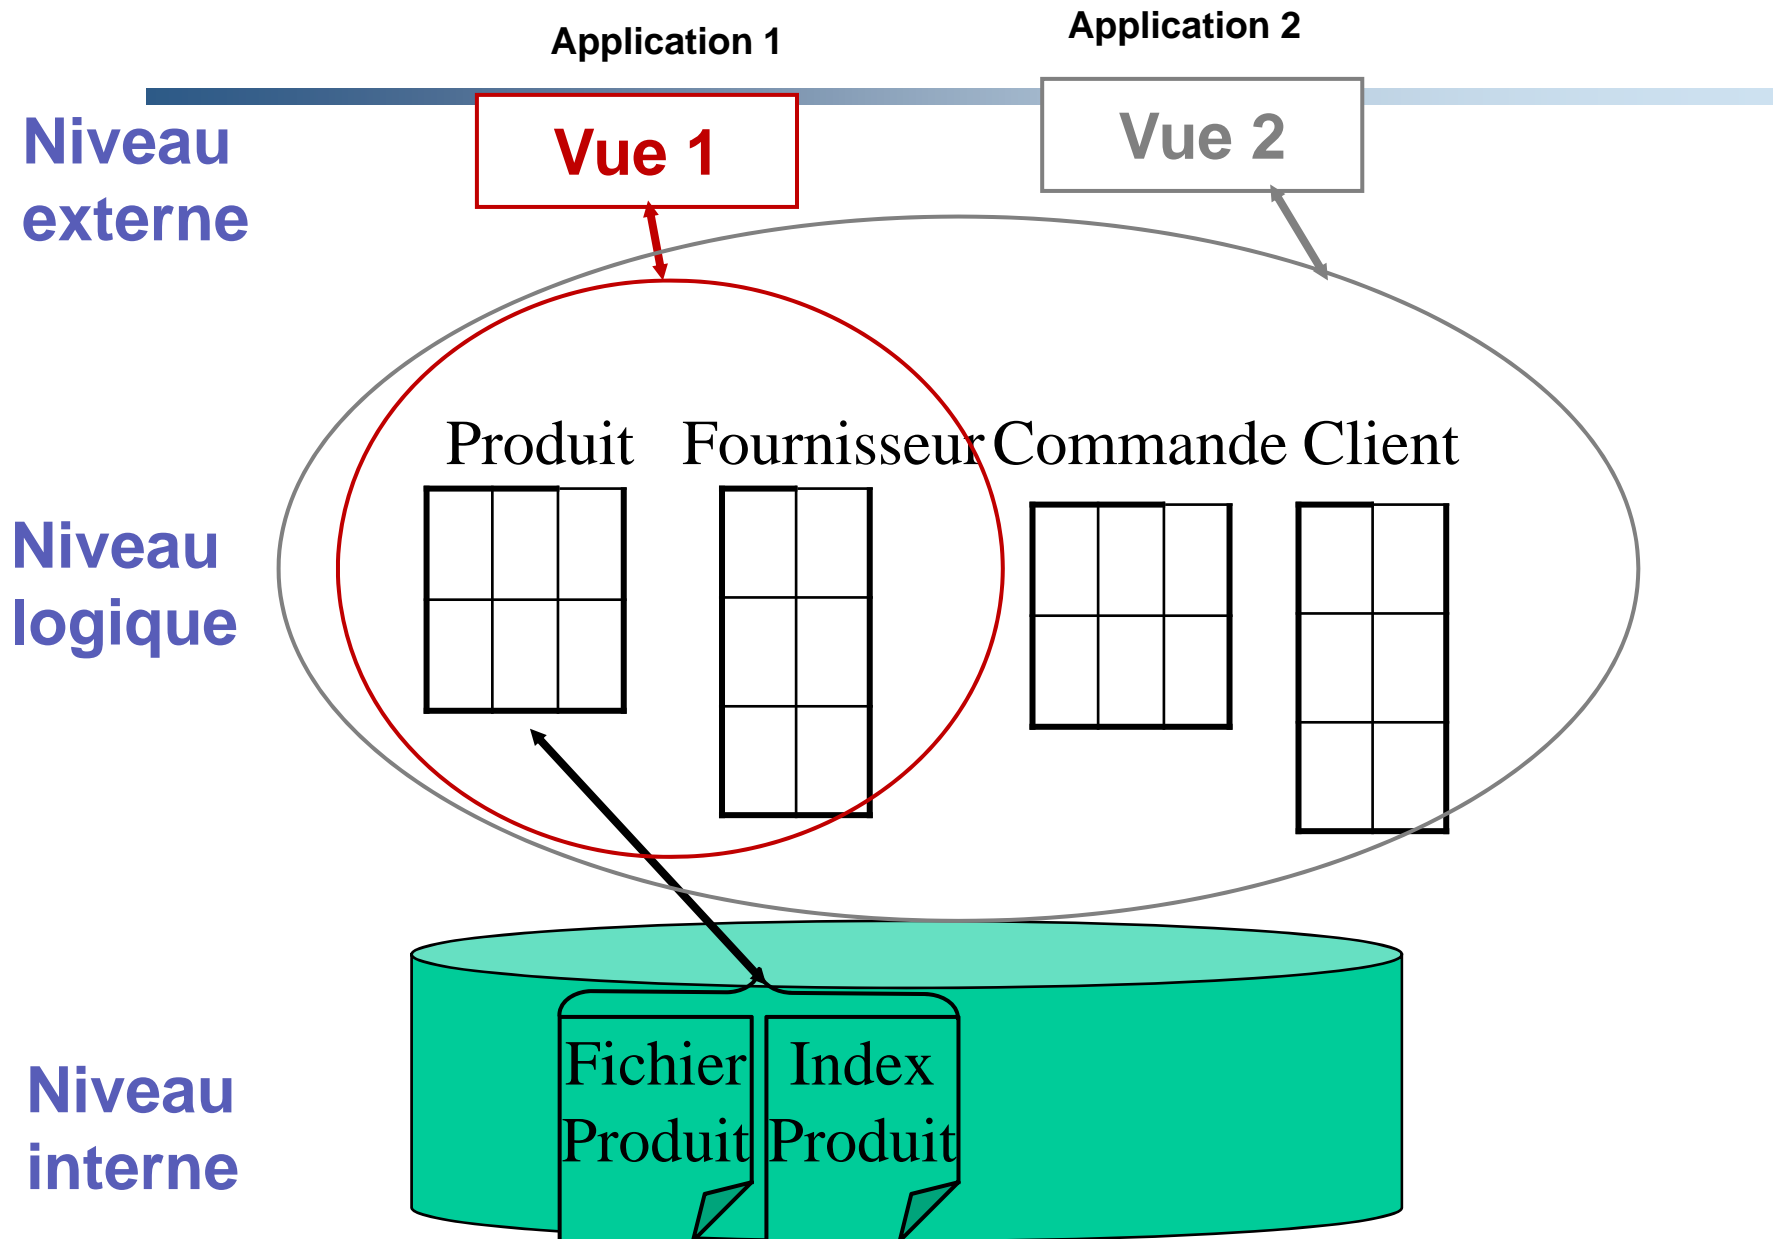 Application 1
Application 2
Niveau
externe
Vue 1
Vue 2
Niveau
logique
Produit
Fournisseur
Commande
Client
Niveau
interne
Fichier
Produit
Index
Produit